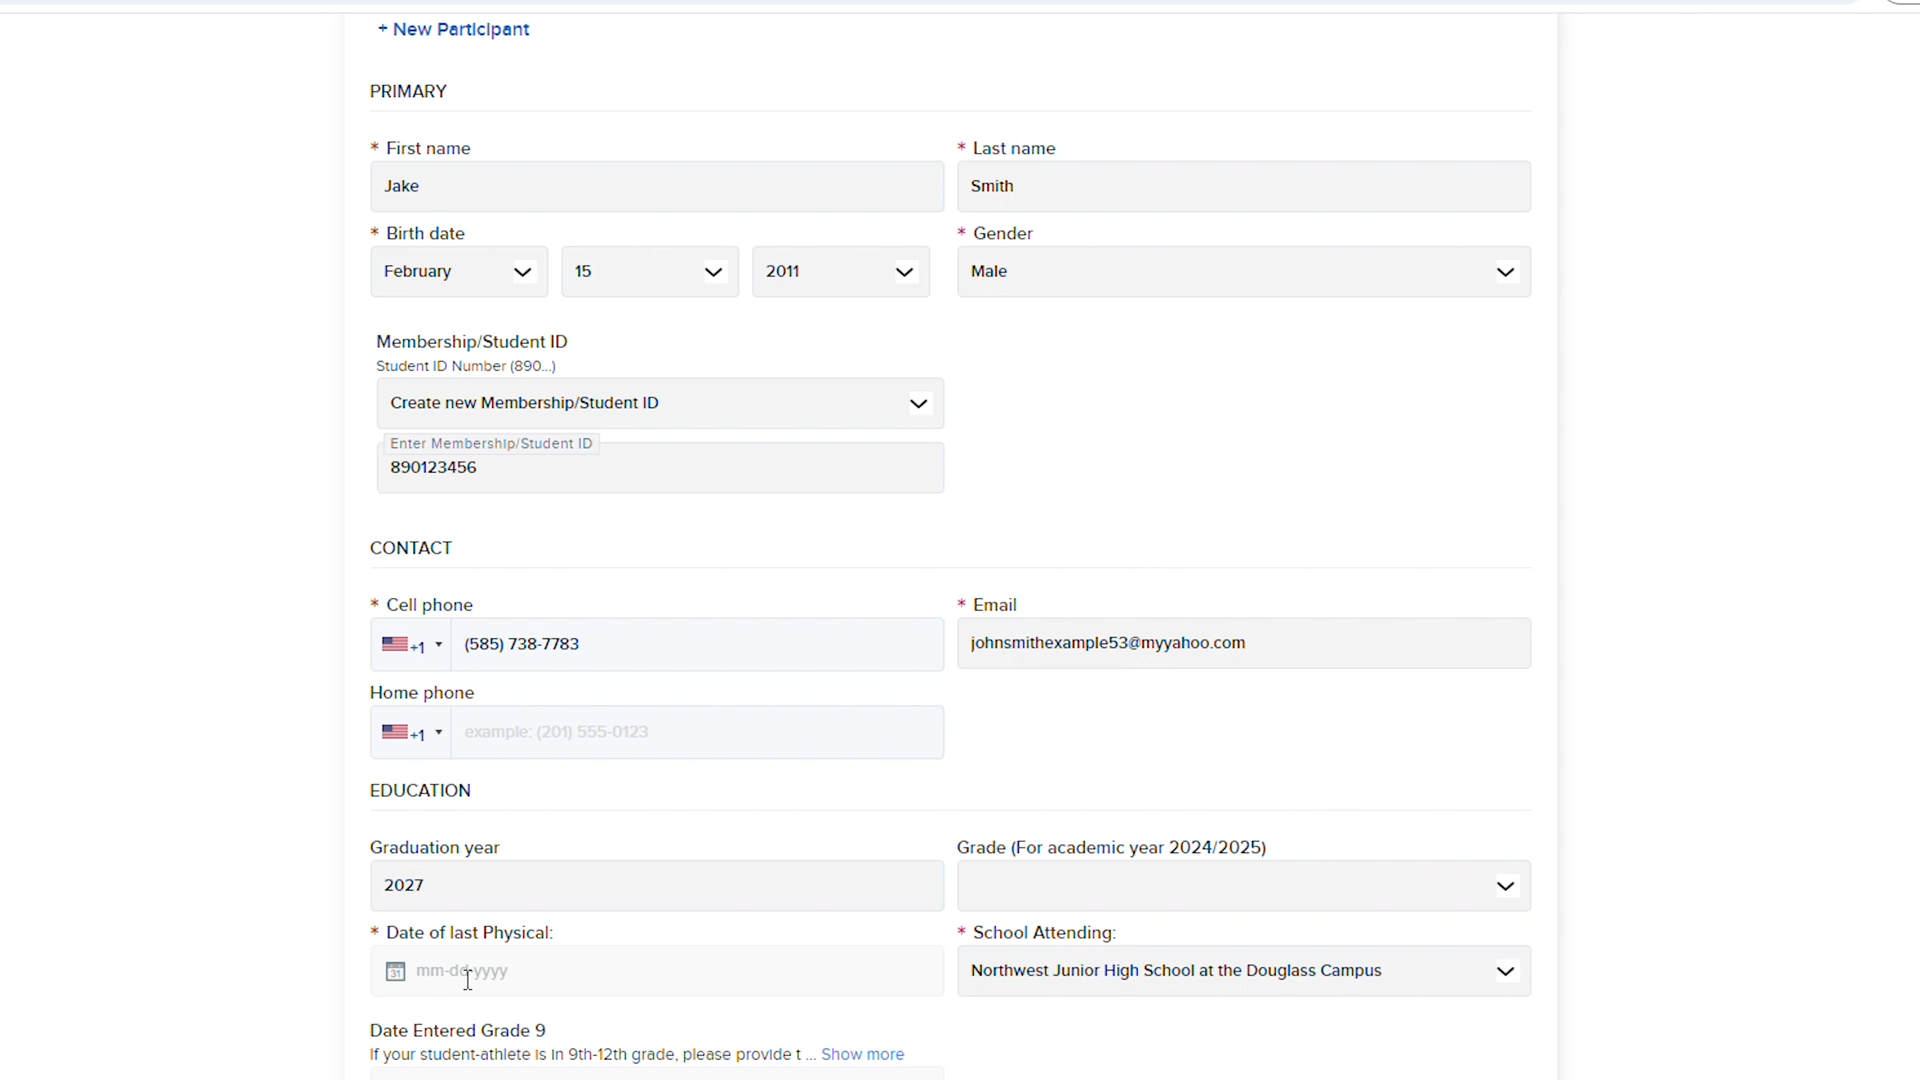 + New Participant
PRIMARY
* First name
* Last name
Jake
Smith
* Birth date
* Gender
February
15
2011
Male
Membership/Student ID
Student ID Number (890...)
Create new Membership/Student ID
Enter Membership/Student ID
890123456
CONTACT
* Cell phone
* Email
+1
(585) 738-7783
johnsmithexample53@myyahoo.com
Home phone
+1
example: (201) 555-0123
EDUCATION
Graduation year
Grade (For academic year 2024/2025)
2027
* Date of last Physical:
* School Attending:
31
mm-dd-yyyy
Northwest Junior High School at the Douglass Campus
Date Entered Grade 9
If your student-athlete is in 9th-12th grade, please provide t ... Show more